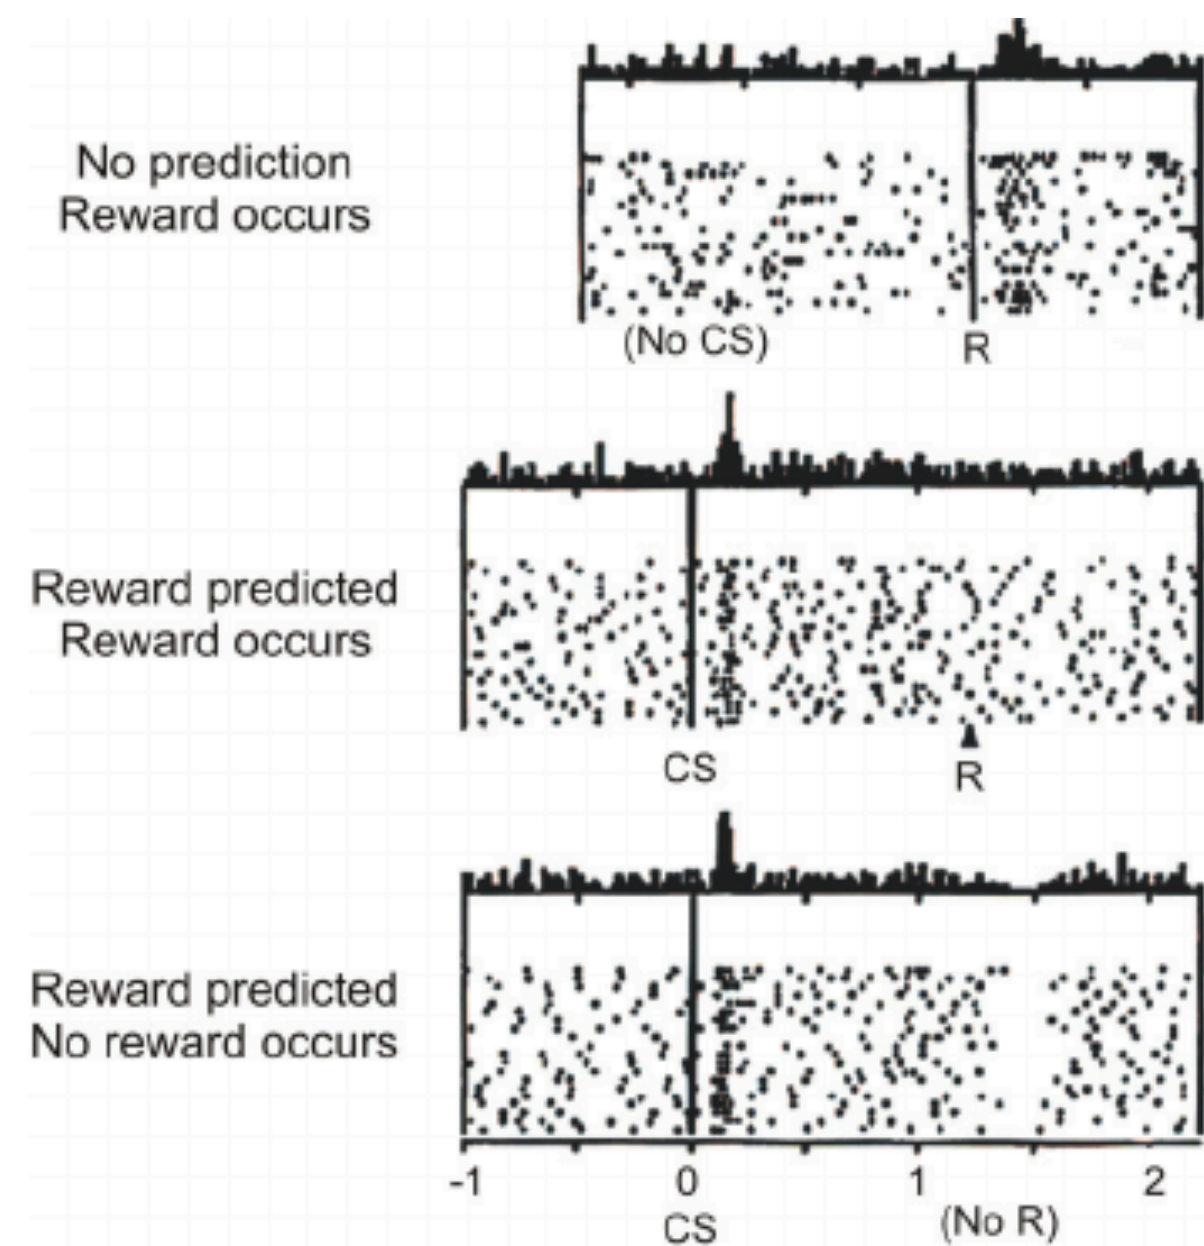 No prediction
Reward occurs
(No CS)
R
Reward predicted
Reward occurs
CS
R
Reward predicted
No reward occurs
-1
0
1
2
CS
(No R)